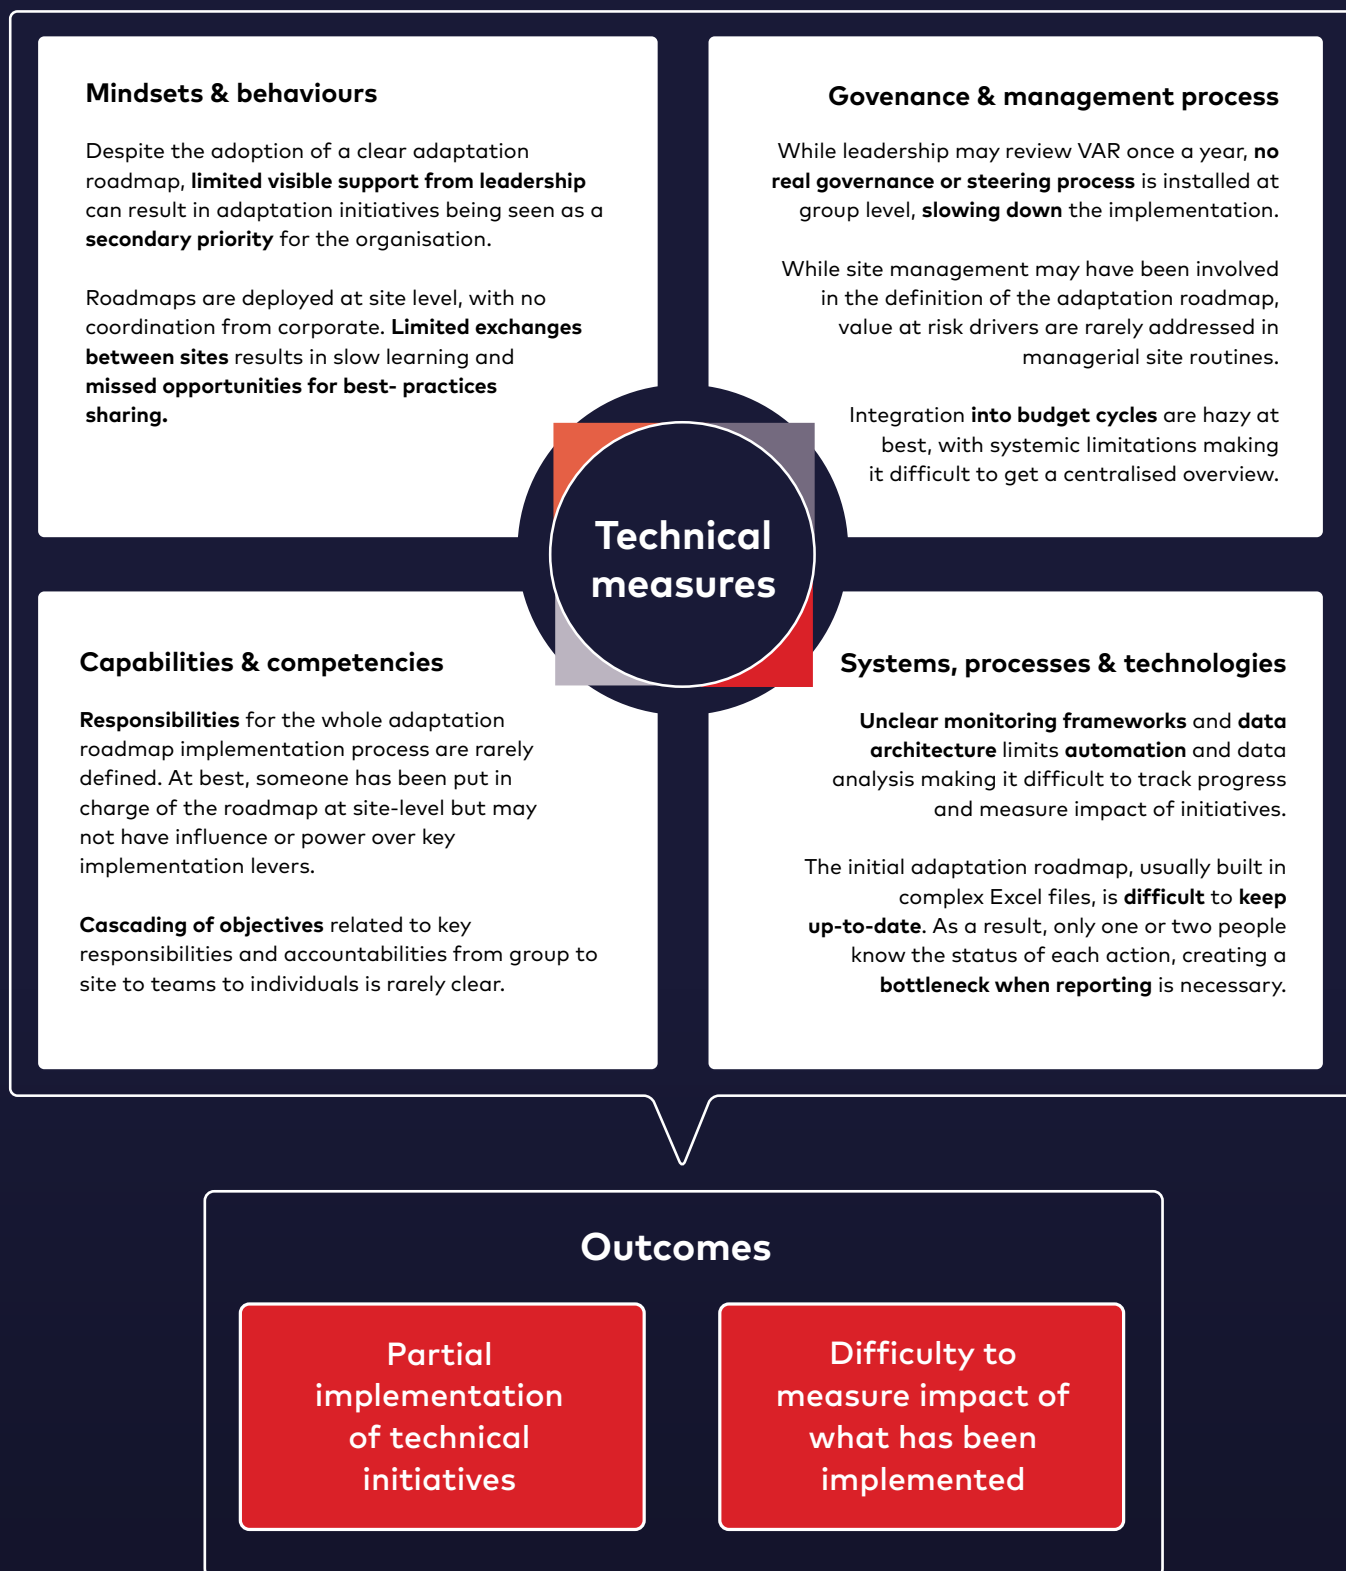 Mindsets & behaviours
Despite the adoption of a clear adaptation
roadmap, limited visible support from leadership
can result in adaptation initiatives being seen as a
secondary priority for the organisation.
Roadmaps are deployed at site level, with no
coordination from corporate. Limited exchanges
between sites results in slow learning and
missed opportunities for best- practices
sharing.
Govenance & management process
While leadership may review VAR once a year, no
real governance or steering process is installed at
group level, slowing down the implementation.
While site management may have been involved
in the definition of the adaptation roadmap,
value at risk drivers are rarely addressed in
managerial site routines.
Integration into budget cycles are hazy at
best, with systemic limitations making
it difficult to get a centralised overview.
Technical
measures
Capabilities & competencies
Responsibilities for the whole adaptation
roadmap implementation process are rarely
defined. At best, someone has been put in
charge of the roadmap at site-level but may
not have influence or power over key
implementation levers.
Cascading of objectives related to key
responsibilities and accountabilities from group to
site to teams to individuals is rarely clear.
Systems, processes & technologies
Unclear monitoring frameworks and data
architecture limits automation and data
analysis making it difficult to track progress
and measure impact of initiatives.
The initial adaptation roadmap, usually built in
complex Excel files, is difficult to keep
up-to-date. As a result, only one or two people
know the status of each action, creating a
bottleneck when reporting is necessary.
Outcomes
Partial
implementation
of technical
initiatives
Difficulty to
measure impact of
what has been
implemented